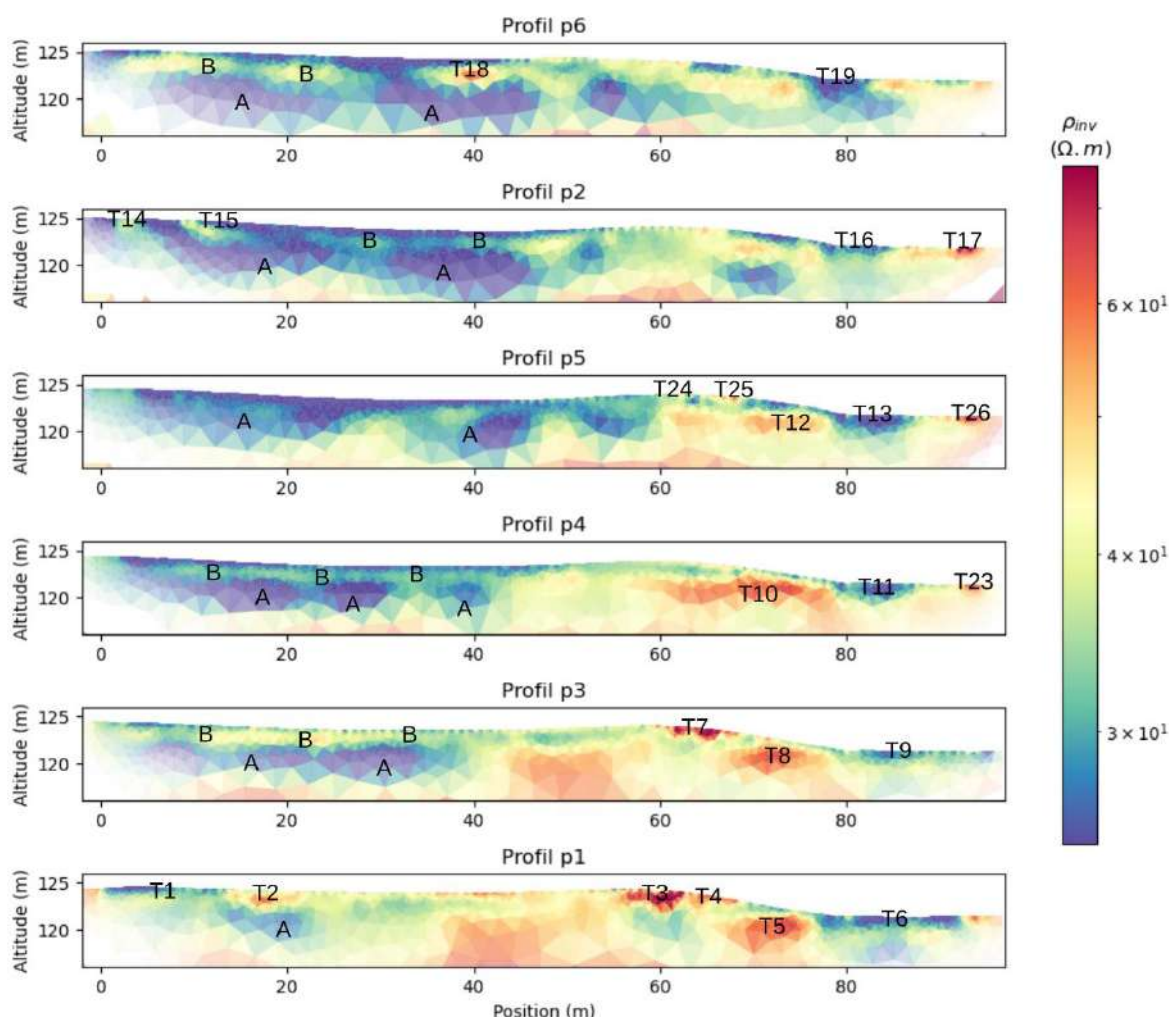 Profil p6
Altitude (m)
125
120
B
B
T18
T19
A
A
0
20
40
60
80
Profil p2
Altitude (m)
125
120
T14
T15
B
B
T16
T17
A
A
0
20
40
60
80
Profil p5
Altitude (m)
125
120
T24
T25
A
A
T12
T13
T26
0
20
40
60
80
Profil p4
Altitude (m)
125
120
B
B
B
A
A
A
T10
T11
T23
0
20
40
60
80
Profil p3
Altitude (m)
125
120
B
B
B
T7
A
A
T8
T9
0
20
40
60
80
Profil p1
Altitude (m)
125
120
T1
T2
T3
T4
A
T5
T6
0
20
40
60
80
Position (m)
ρinv
(Ω.m)
6 × 10¹
4 × 10¹
3 × 10¹